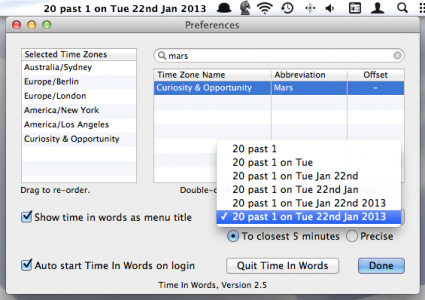 20 past 1 on Tue 22nd Jan 2013
Preferences
Selected Time Zones
Australia/Sydney
Europe/Berlin
Europe/London
America/New York
America/Los Angeles
Curiosity & Opportunity
Drag to re-order.
mars
Time Zone Name Abbreviation Offset
Curiosity & Opportunity Mars –
20 past 1
20 past 1 on Tue
20 past 1 on Tue Jan 22nd
20 past 1 on Tue 22nd Jan
20 past 1 on Tue Jan 22nd 2013
✓ 20 past 1 on Tue 22nd Jan 2013
Show time in words as menu title
To closest 5 minutes Precise
Auto start Time In Words on login
Quit Time In Words Done
Time In Words, Version 2.5